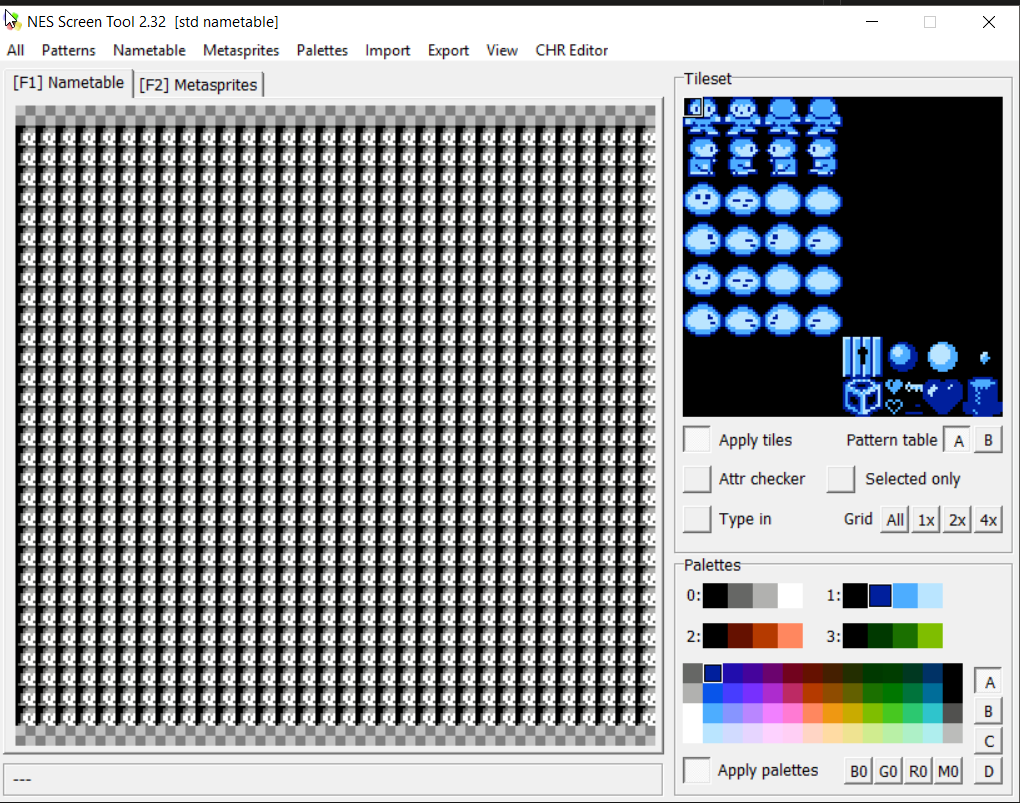 NES Screen Tool 2.32 [std nametable]
All Patterns Nametable Metasprites Palettes Import Export View CHR Editor
[F1] Nametable [F2] Metasprites
Tileset
Apply tiles Pattern table A B
Attr checker Selected only
Type in Grid All 1x 2x 4x
Palettes
0: 1:
2: 3:
A
B
C
Apply palettes B0 G0 R0 M0 D
---